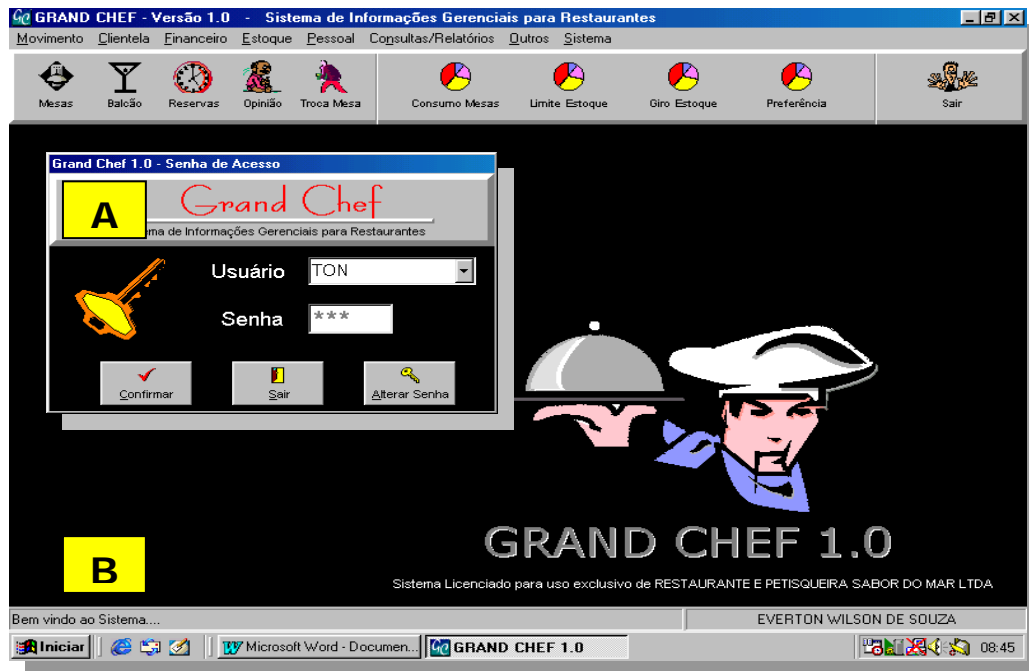 GRAND CHEF - Versão 1.0 - Sistema de Informações Gerenciais para Restaurantes
Movimento Clientela Financeiro Estoque Pessoal Consultas/Relatórios Outros Sistema
Mesas Balcão Reservas Opinião Troca Mesa Consumo Mesas Limite Estoque Giro Estoque Preferência Sair
Grand Chef 1.0 - Senha de Acesso
A
Grand Chef
ma de Informações Gerenciais para Restaurantes
Usuário TON
Senha ***
Confirmar Sair Alterar Senha
GRAND CHEF 1.0
B
Sistema Licenciado para uso exclusivo de RESTAURANTE E PETISQUEIRA SABOR DO MAR LTDA
Bem vindo ao Sistema.... EVERTON WILSON DE SOUZA
Iniciar Microsoft Word - Documen... GRAND CHEF 1.0 08:45